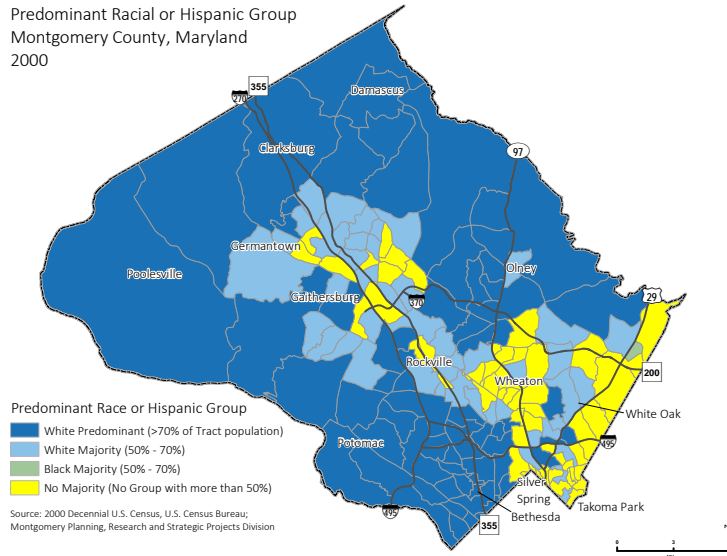 Predominant Racial or Hispanic Group
Montgomery County, Maryland
2000
355
270
Damascus
Clarksburg
97
Germantown
Poolesville
Olney
Gaithersburg
370
29
Rockville
200
Wheaton
White Oak
Predominant Race or Hispanic Group
White Predominant (>70% of Tract population)
White Majority (50% - 70%)
Black Majority (50% - 70%)
No Majority (No Group with more than 50%)
Potomac
495
Silver
Spring
Takoma Park
Bethesda
495
355
Source: 2000 Decennial U.S. Census, U.S. Census Bureau;
Montgomery Planning, Research and Strategic Projects Division
0 3